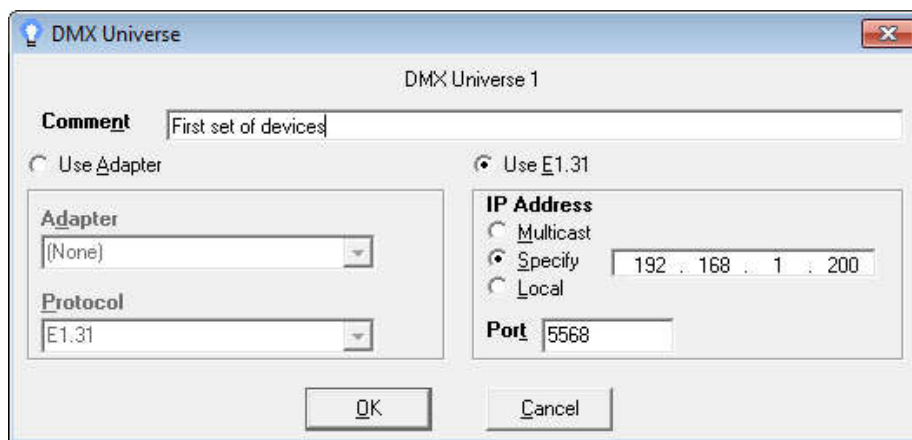 DMX Universe
DMX Universe 1
Comment First set of devices
Use Adapter
Use E1.31
Adapter
(None)
Protocol
E1.31
IP Address
Multicast
Specify 192 . 168 . 1 . 200
Local
Port 5568
OK
Cancel